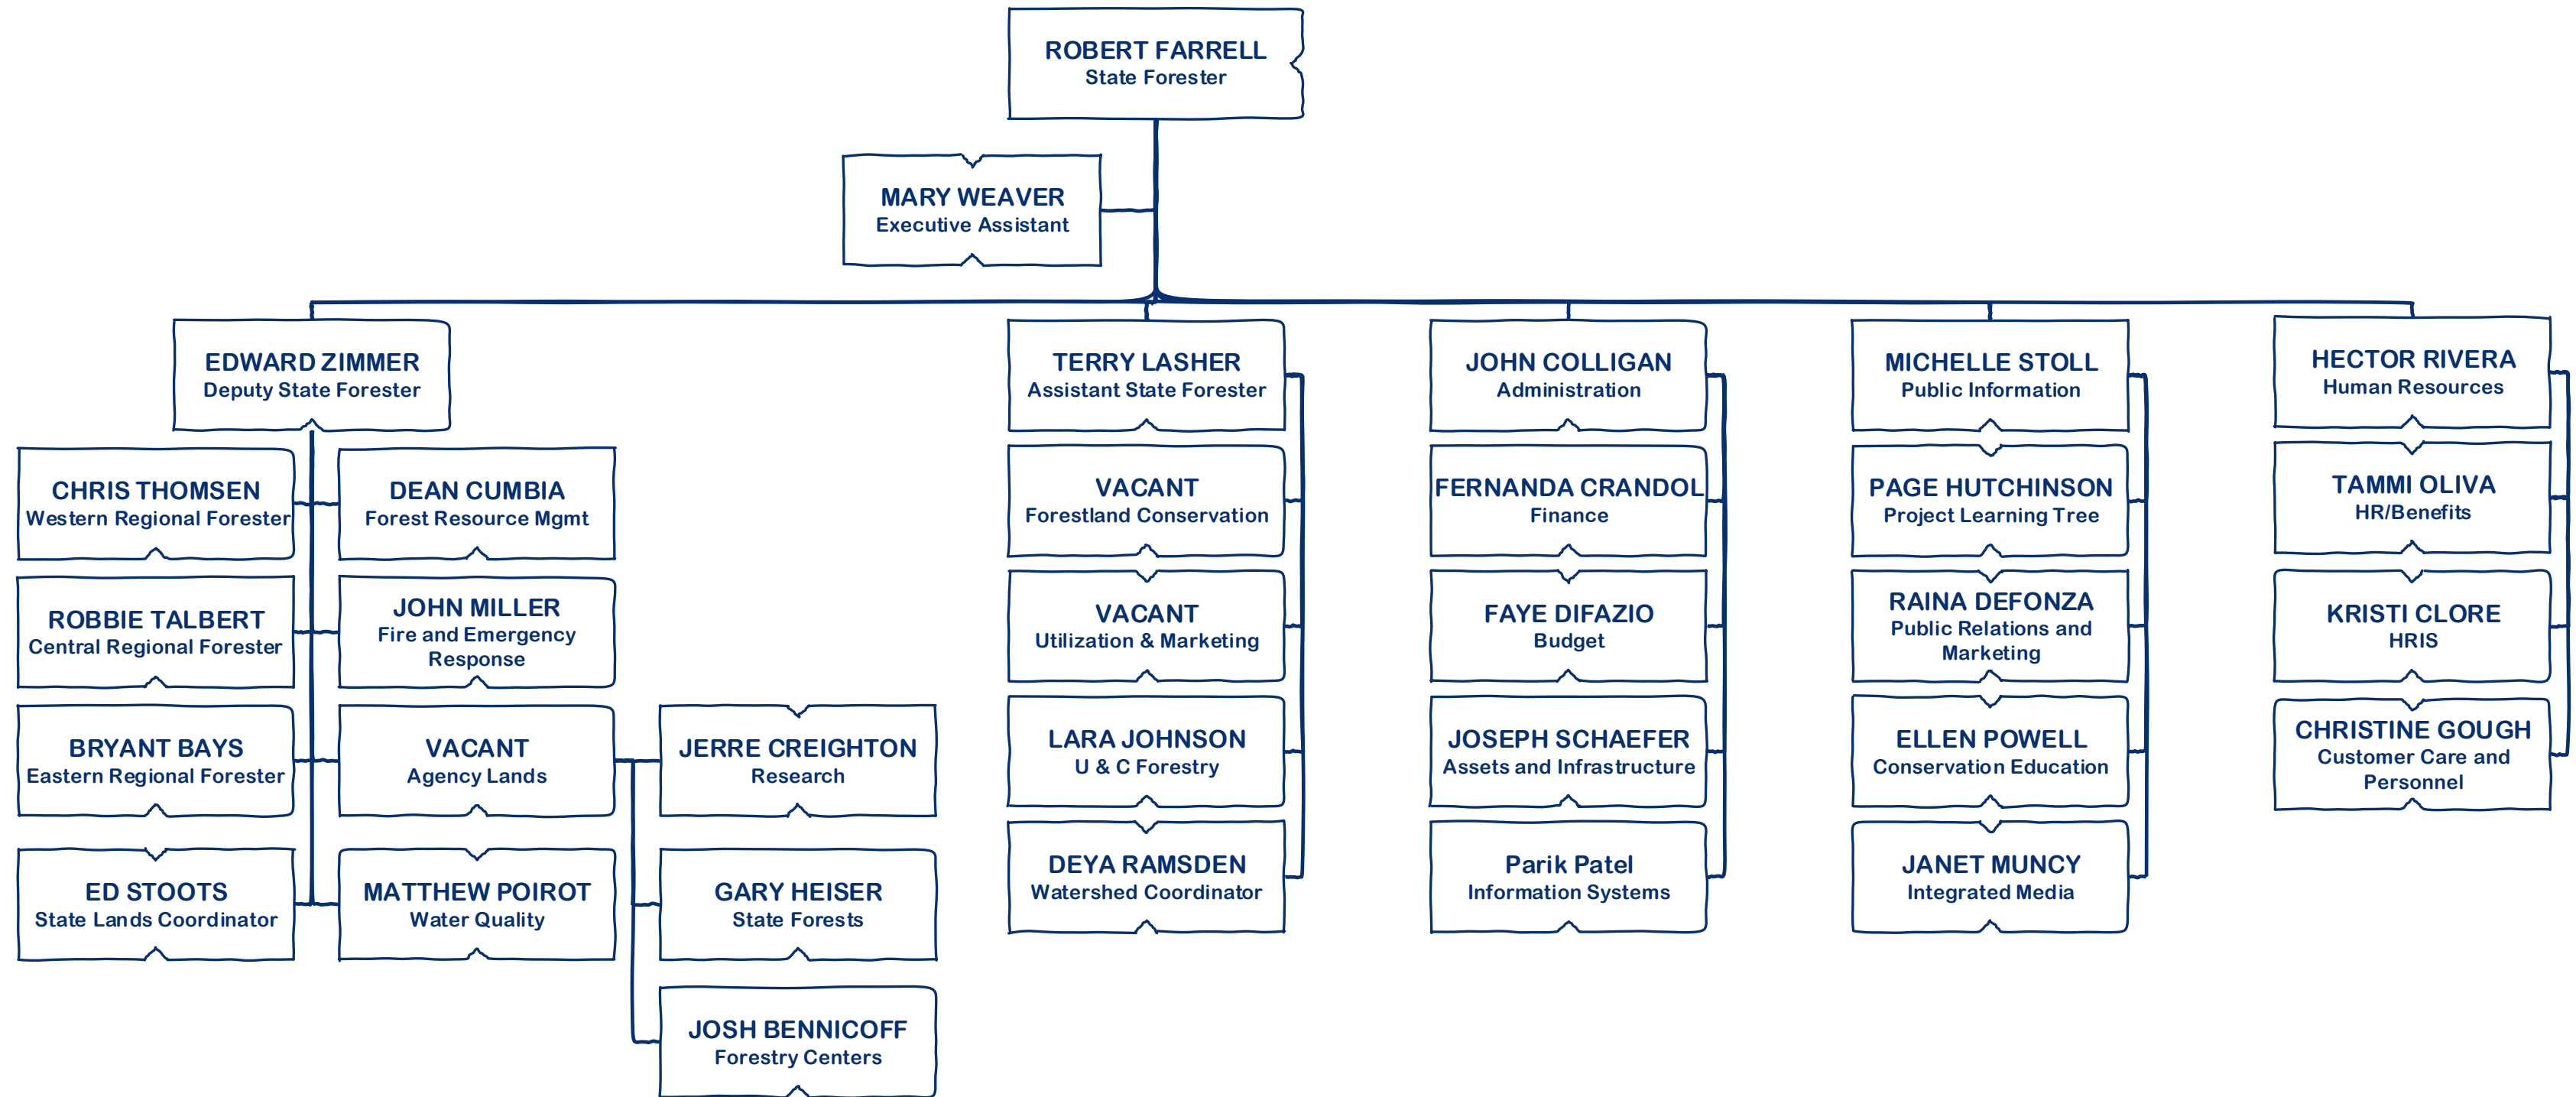 ROBERT FARRELL
State Forester
MARY WEAVER
Executive Assistant
EDWARD ZIMMER
Deputy State Forester
CHRIS THOMSEN
Western Regional Forester
DEAN CUMBIA
Forest Resource Mgmt
ROBBIE TALBERT
Central Regional Forester
JOHN MILLER
Fire and Emergency
Response
BRYANT BAYS
Eastern Regional Forester
VACANT
Agency Lands
JERRE CREIGHTON
Research
ED STOOTS
State Lands Coordinator
MATTHEW POIROT
Water Quality
GARY HEISER
State Forests
JOSH BENNICOFF
Forestry Centers
TERRY LASHER
Assistant State Forester
VACANT
Forestland Conservation
VACANT
Utilization & Marketing
LARA JOHNSON
U & C Forestry
DEYA RAMSDEN
Watershed Coordinator
JOHN COLLIGAN
Administration
FERNANDA CRANDOL
Finance
FAYE DIFAZIO
Budget
JOSEPH SCHAEFER
Assets and Infrastructure
Parik Patel
Information Systems
MICHELLE STOLL
Public Information
PAGE HUTCHINSON
Project Learning Tree
RAINA DEFONZA
Public Relations and
Marketing
ELLEN POWELL
Conservation Education
JANET MUNCY
Integrated Media
HECTOR RIVERA
Human Resources
TAMMI OLIVA
HR/Benefits
KRISTI CLORE
HRIS
CHRISTINE GOUGH
Customer Care and
Personnel